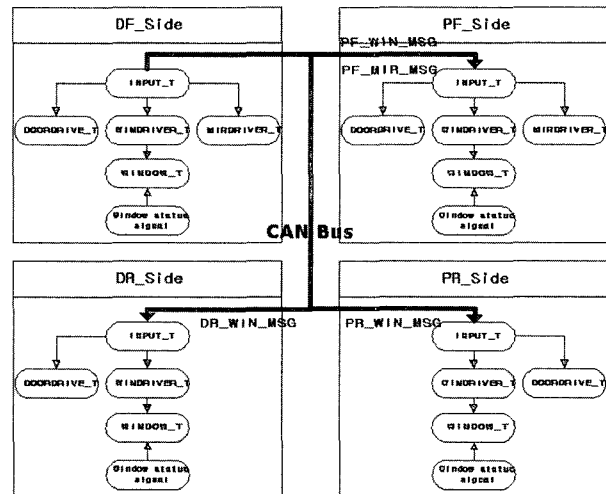 DF_Side
PF_Side
PF_WIN_MSG
PF_MIR_MSG
INPUT_T
INPUT_T
DOORDRIVE_T
WINDRIVER_T
MIRDRIVER_T
DOORDRIVE_T
WINDRIVER_T
MIRDRIVER_T
WINDOW_T
WINDOW_T
Window status
signal
Window status
signal
CAN Bus
DR_Side
PR_Side
DR_WIN_MSG
PR_WIN_MSG
INPUT_T
INPUT_T
DOORDRIVE_T
WINDRIVER_T
WINDRIVER_T
DOORDRIVE_T
WINDOW_T
WINDOW_T
Window status
signal
Window status
signal